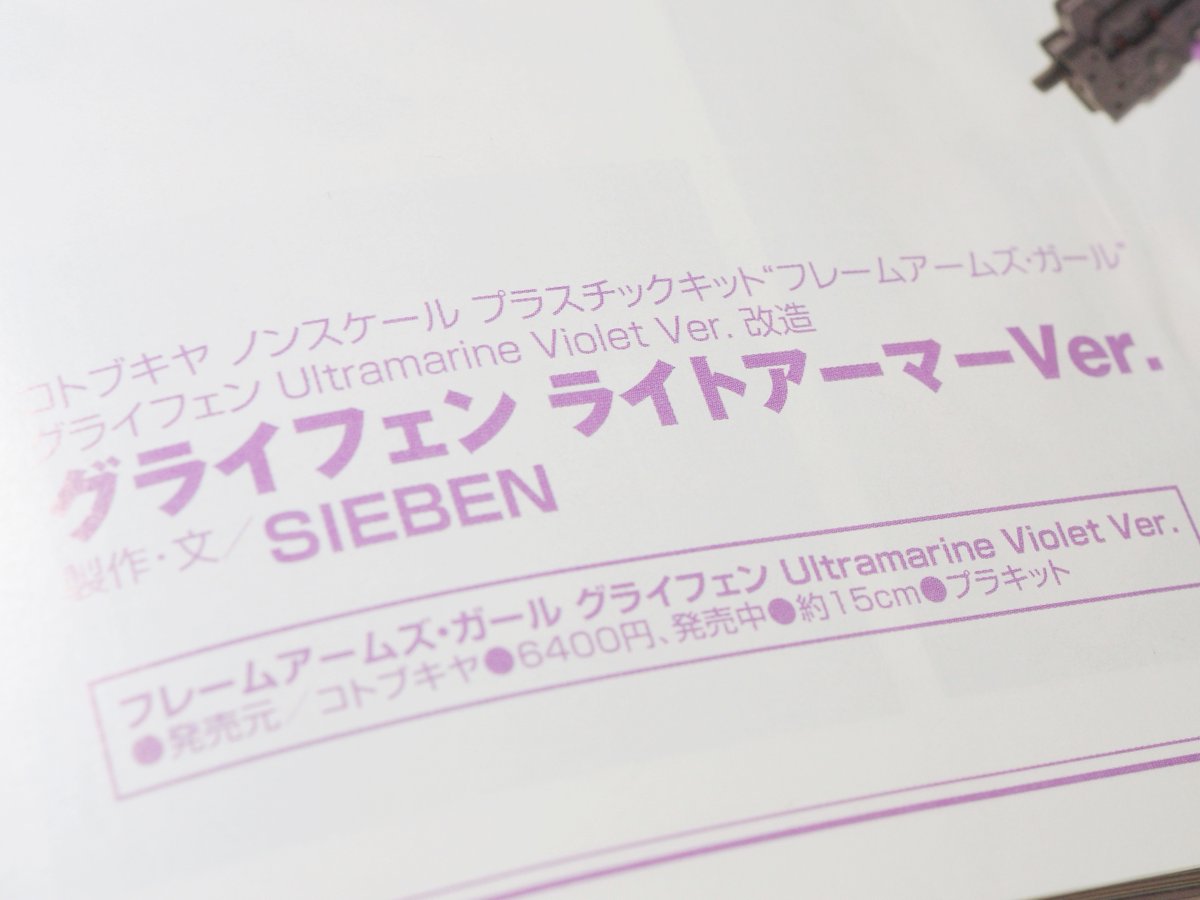 コトブキヤ ノンスケール プラスチックキット“フレームアームズ・ガール”
グライフェン Ultramarine Violet Ver. 改造
グライフェン ライトアーマーVer.
製作・文／SIEBEN
フレームアームズ・ガール グライフェン Ultramarine Violet Ver.
●発売元／コトブキヤ●6400円、発売中●約15cm●プラキット